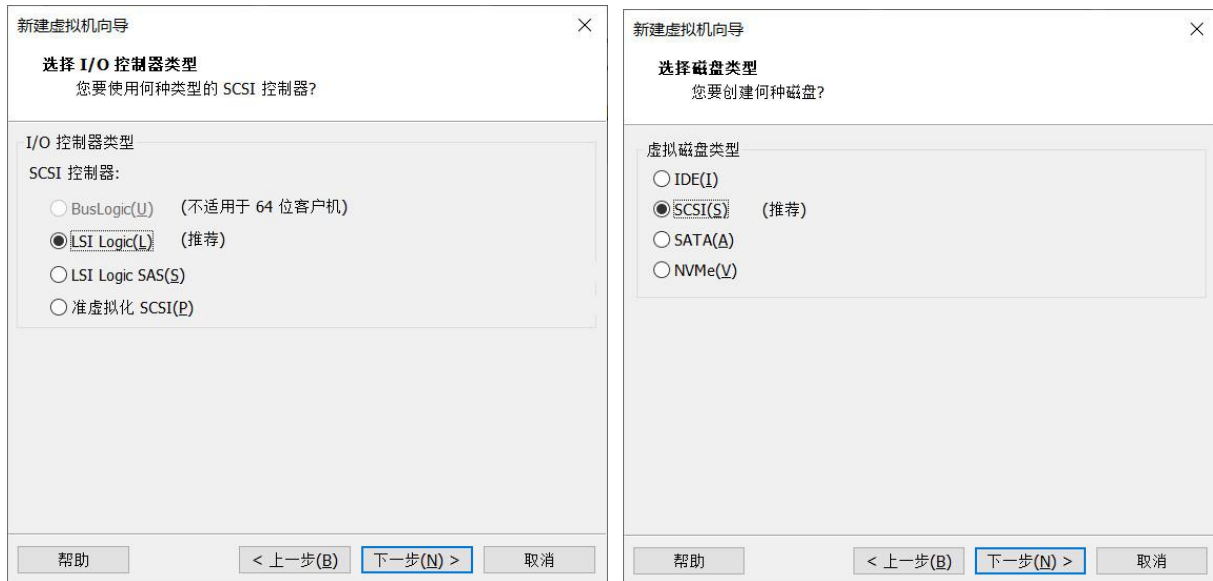 新建虚拟机向导
选择 I/O 控制器类型
您要使用何种类型的 SCSI 控制器?
I/O 控制器类型
SCSI 控制器:
BusLogic(U) (不适用于 64 位客户机)
LSI Logic(L) (推荐)
LSI Logic SAS(S)
准虚拟化 SCSI(P)
帮助 < 上一步(B) 下一步(N) > 取消
新建虚拟机向导
选择磁盘类型
您要创建何种磁盘?
虚拟磁盘类型
IDE(I)
SCSI(S) (推荐)
SATA(A)
NVMe(V)
帮助 < 上一步(B) 下一步(N) > 取消